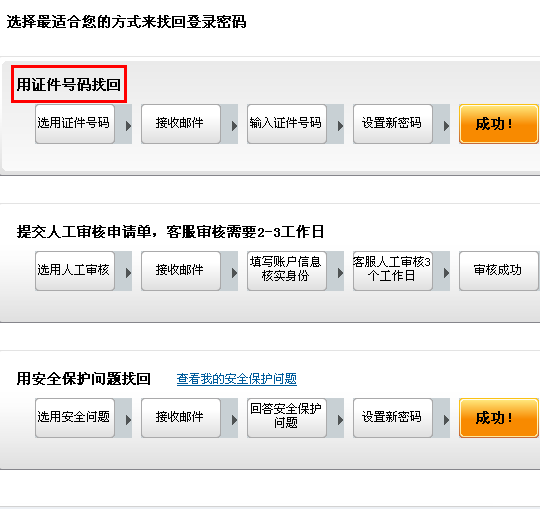 选择最适合您的方式来找回登录密码
用证件号码找回
选用证件号码 接收邮件 输入证件号码 设置新密码 成功！
提交人工审核申请单，客服审核需要2-3工作日
选用人工审核 接收邮件 填写账户信息 客服人工审核3 审核成功
核实身份 个工作日
用安全保护问题找回 查看我的安全保护问题
选用安全问题 接收邮件 回答安全保护 设置新密码 成功！
问题